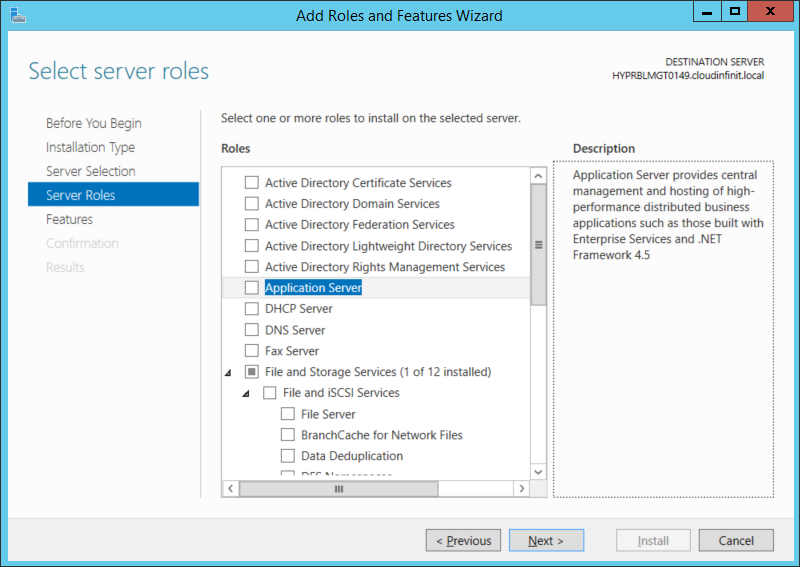 Add Roles and Features Wizard
Select server roles
DESTINATION SERVER
HYPRBLMGT0149.cloudinfinit.local
Before You Begin
Installation Type
Server Selection
Server Roles
Features
Confirmation
Results
Select one or more roles to install on the selected server.
Roles
Active Directory Certificate Services
Active Directory Domain Services
Active Directory Federation Services
Active Directory Lightweight Directory Services
Active Directory Rights Management Services
Application Server
DHCP Server
DNS Server
Fax Server
File and Storage Services (1 of 12 installed)
File and iSCSI Services
File Server
BranchCache for Network Files
Data Deduplication
DFS Namespaces
Description
Application Server provides central
management and hosting of high-
performance distributed business
applications such as those built with
Enterprise Services and .NET
Framework 4.5
< Previous
Next >
Install
Cancel